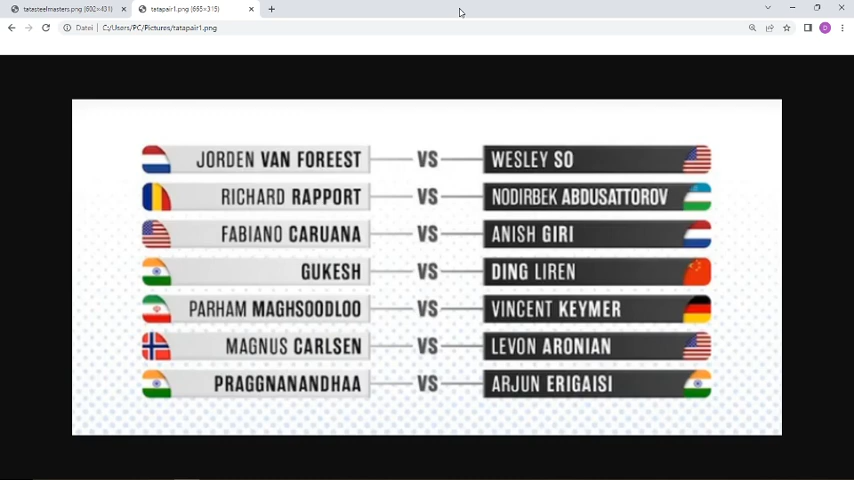 tatasteelmasters.png (602×431)
tatapair1.png (665×315)
Datei
C:/Users/PC/Pictures/tatapair1.png
D
JORDEN VAN FOREEST VS WESLEY SO
RICHARD RAPPORT VS NODIRBEK ABDUSATTOROV
FABIANO CARUANA VS ANISH GIRI
GUKESH VS DING LIREN
PARHAM MAGHSOODLOO VS VINCENT KEYMER
MAGNUS CARLSEN VS LEVON ARONIAN
PRAGGNANANDHAA VS ARJUN ERIGAISI